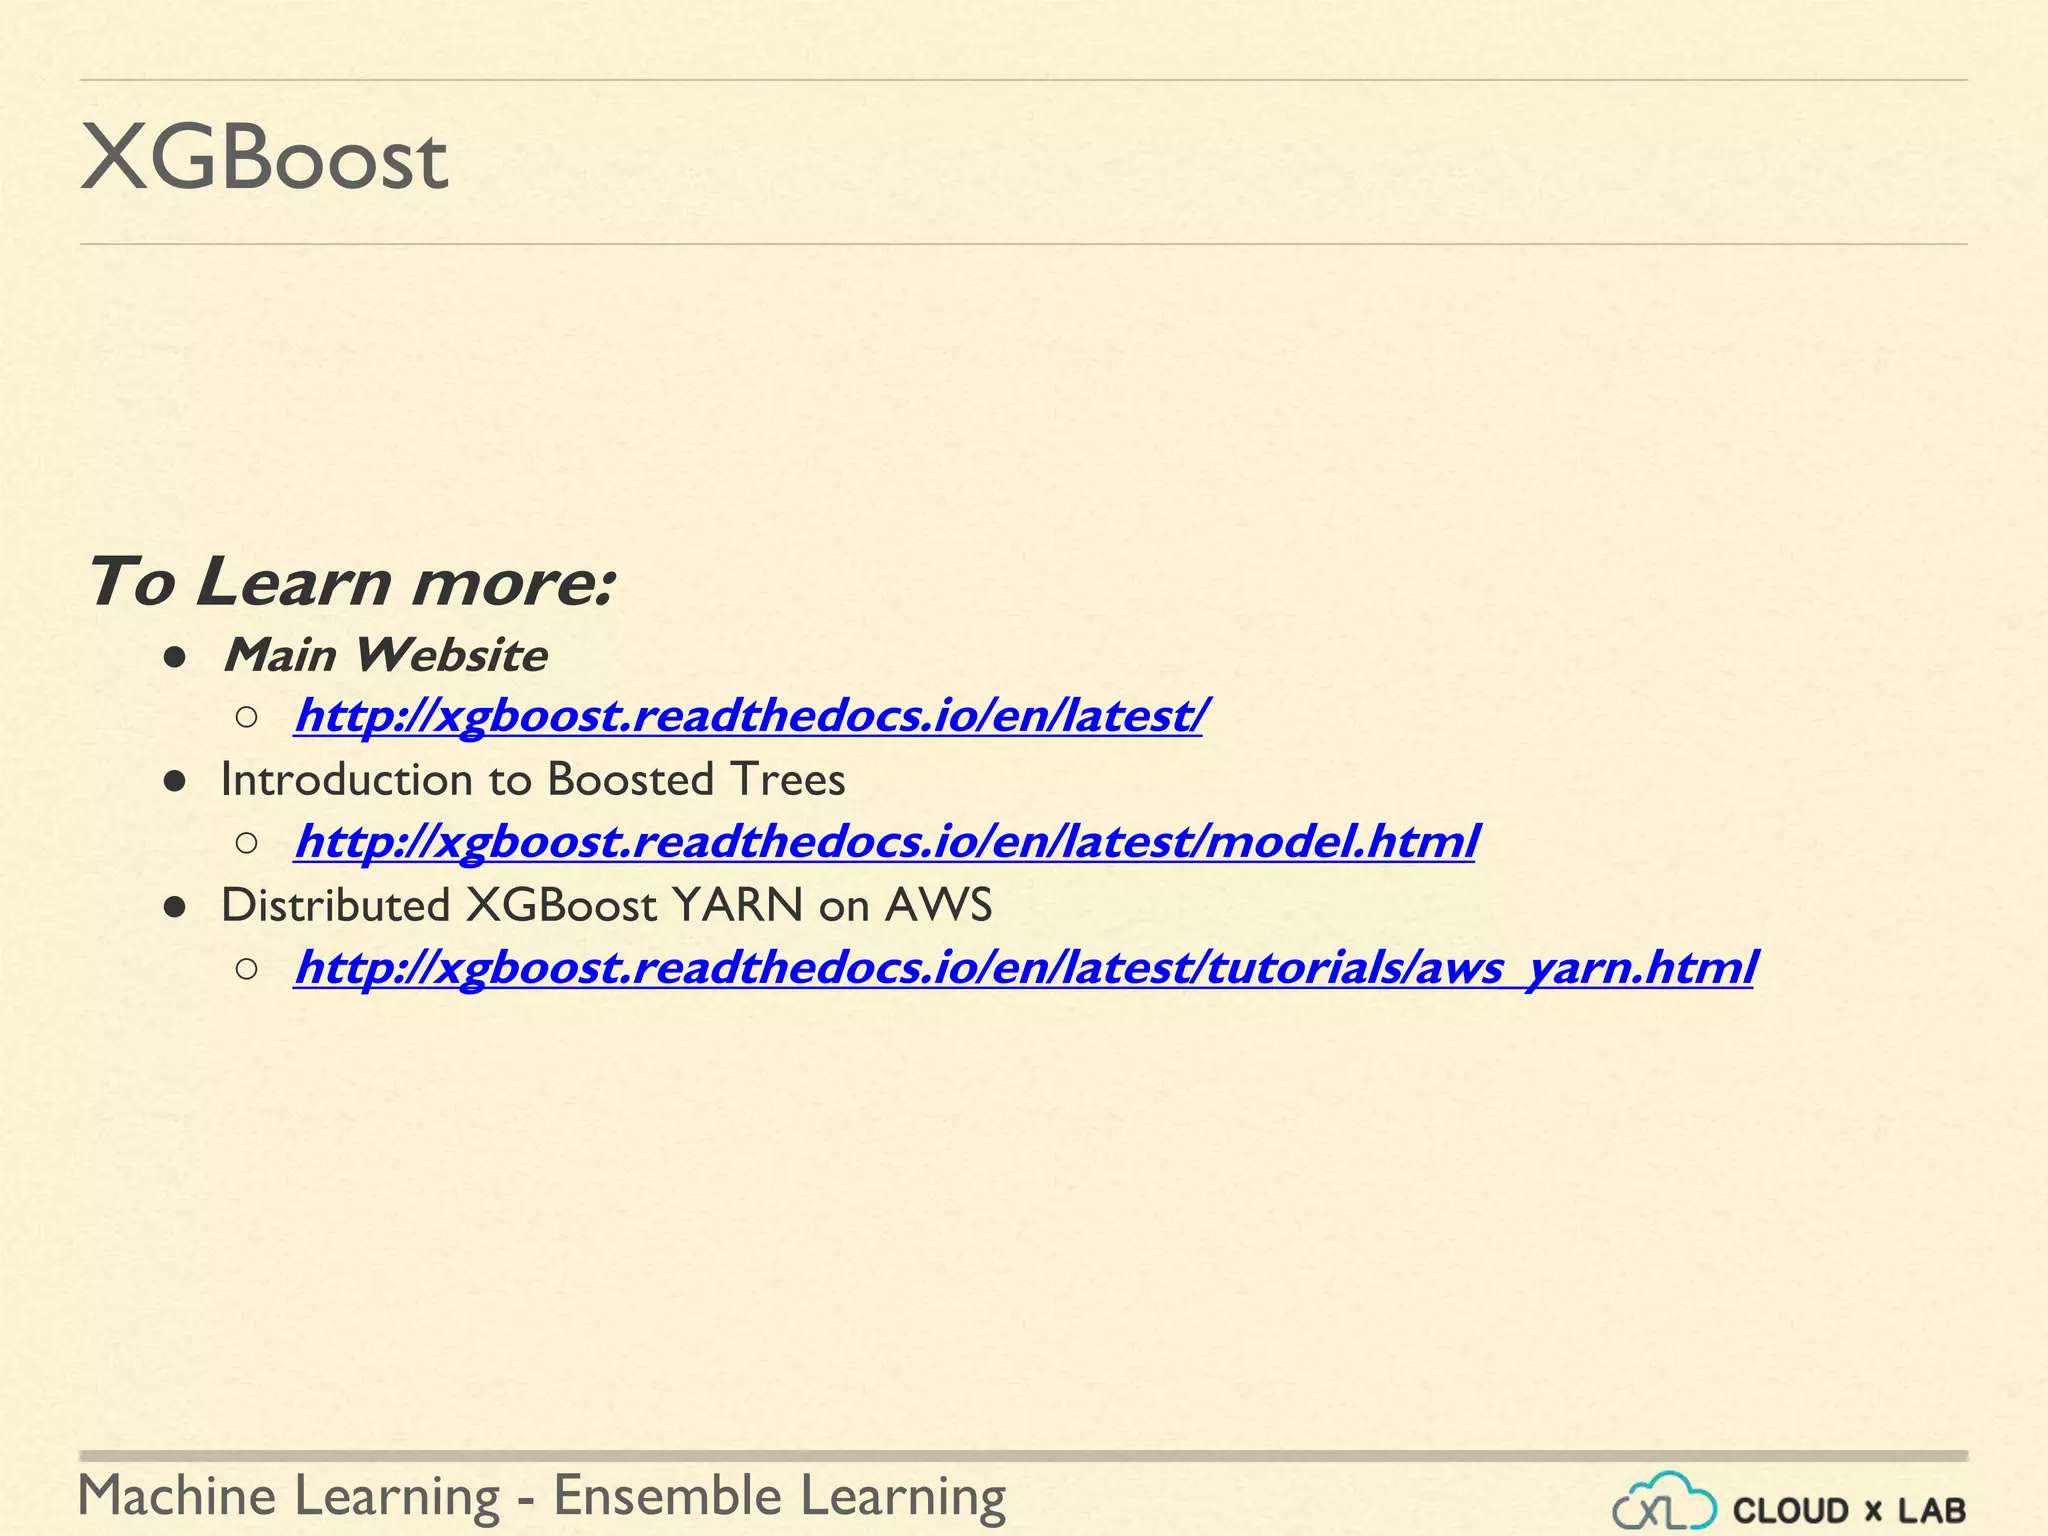 XGBoost
To Learn more:
● Main Website
○ http://xgboost.readthedocs.io/en/latest/
● Introduction to Boosted Trees
○ http://xgboost.readthedocs.io/en/latest/model.html
● Distributed XGBoost YARN on AWS
○ http://xgboost.readthedocs.io/en/latest/tutorials/aws_yarn.html
Machine Learning - Ensemble Learning
XL CLOUD x LAB